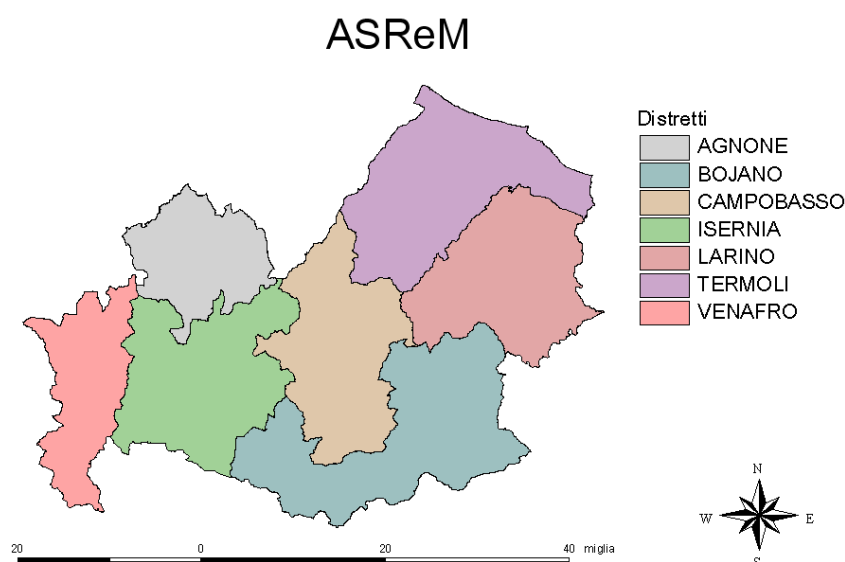 ASReM
Distretti
AGNONE
BOJANO
CAMPOBASSO
ISERNIA
LARINO
TERMOLI
VENAFRO
N
W E
S
20 0 20 40 miglia